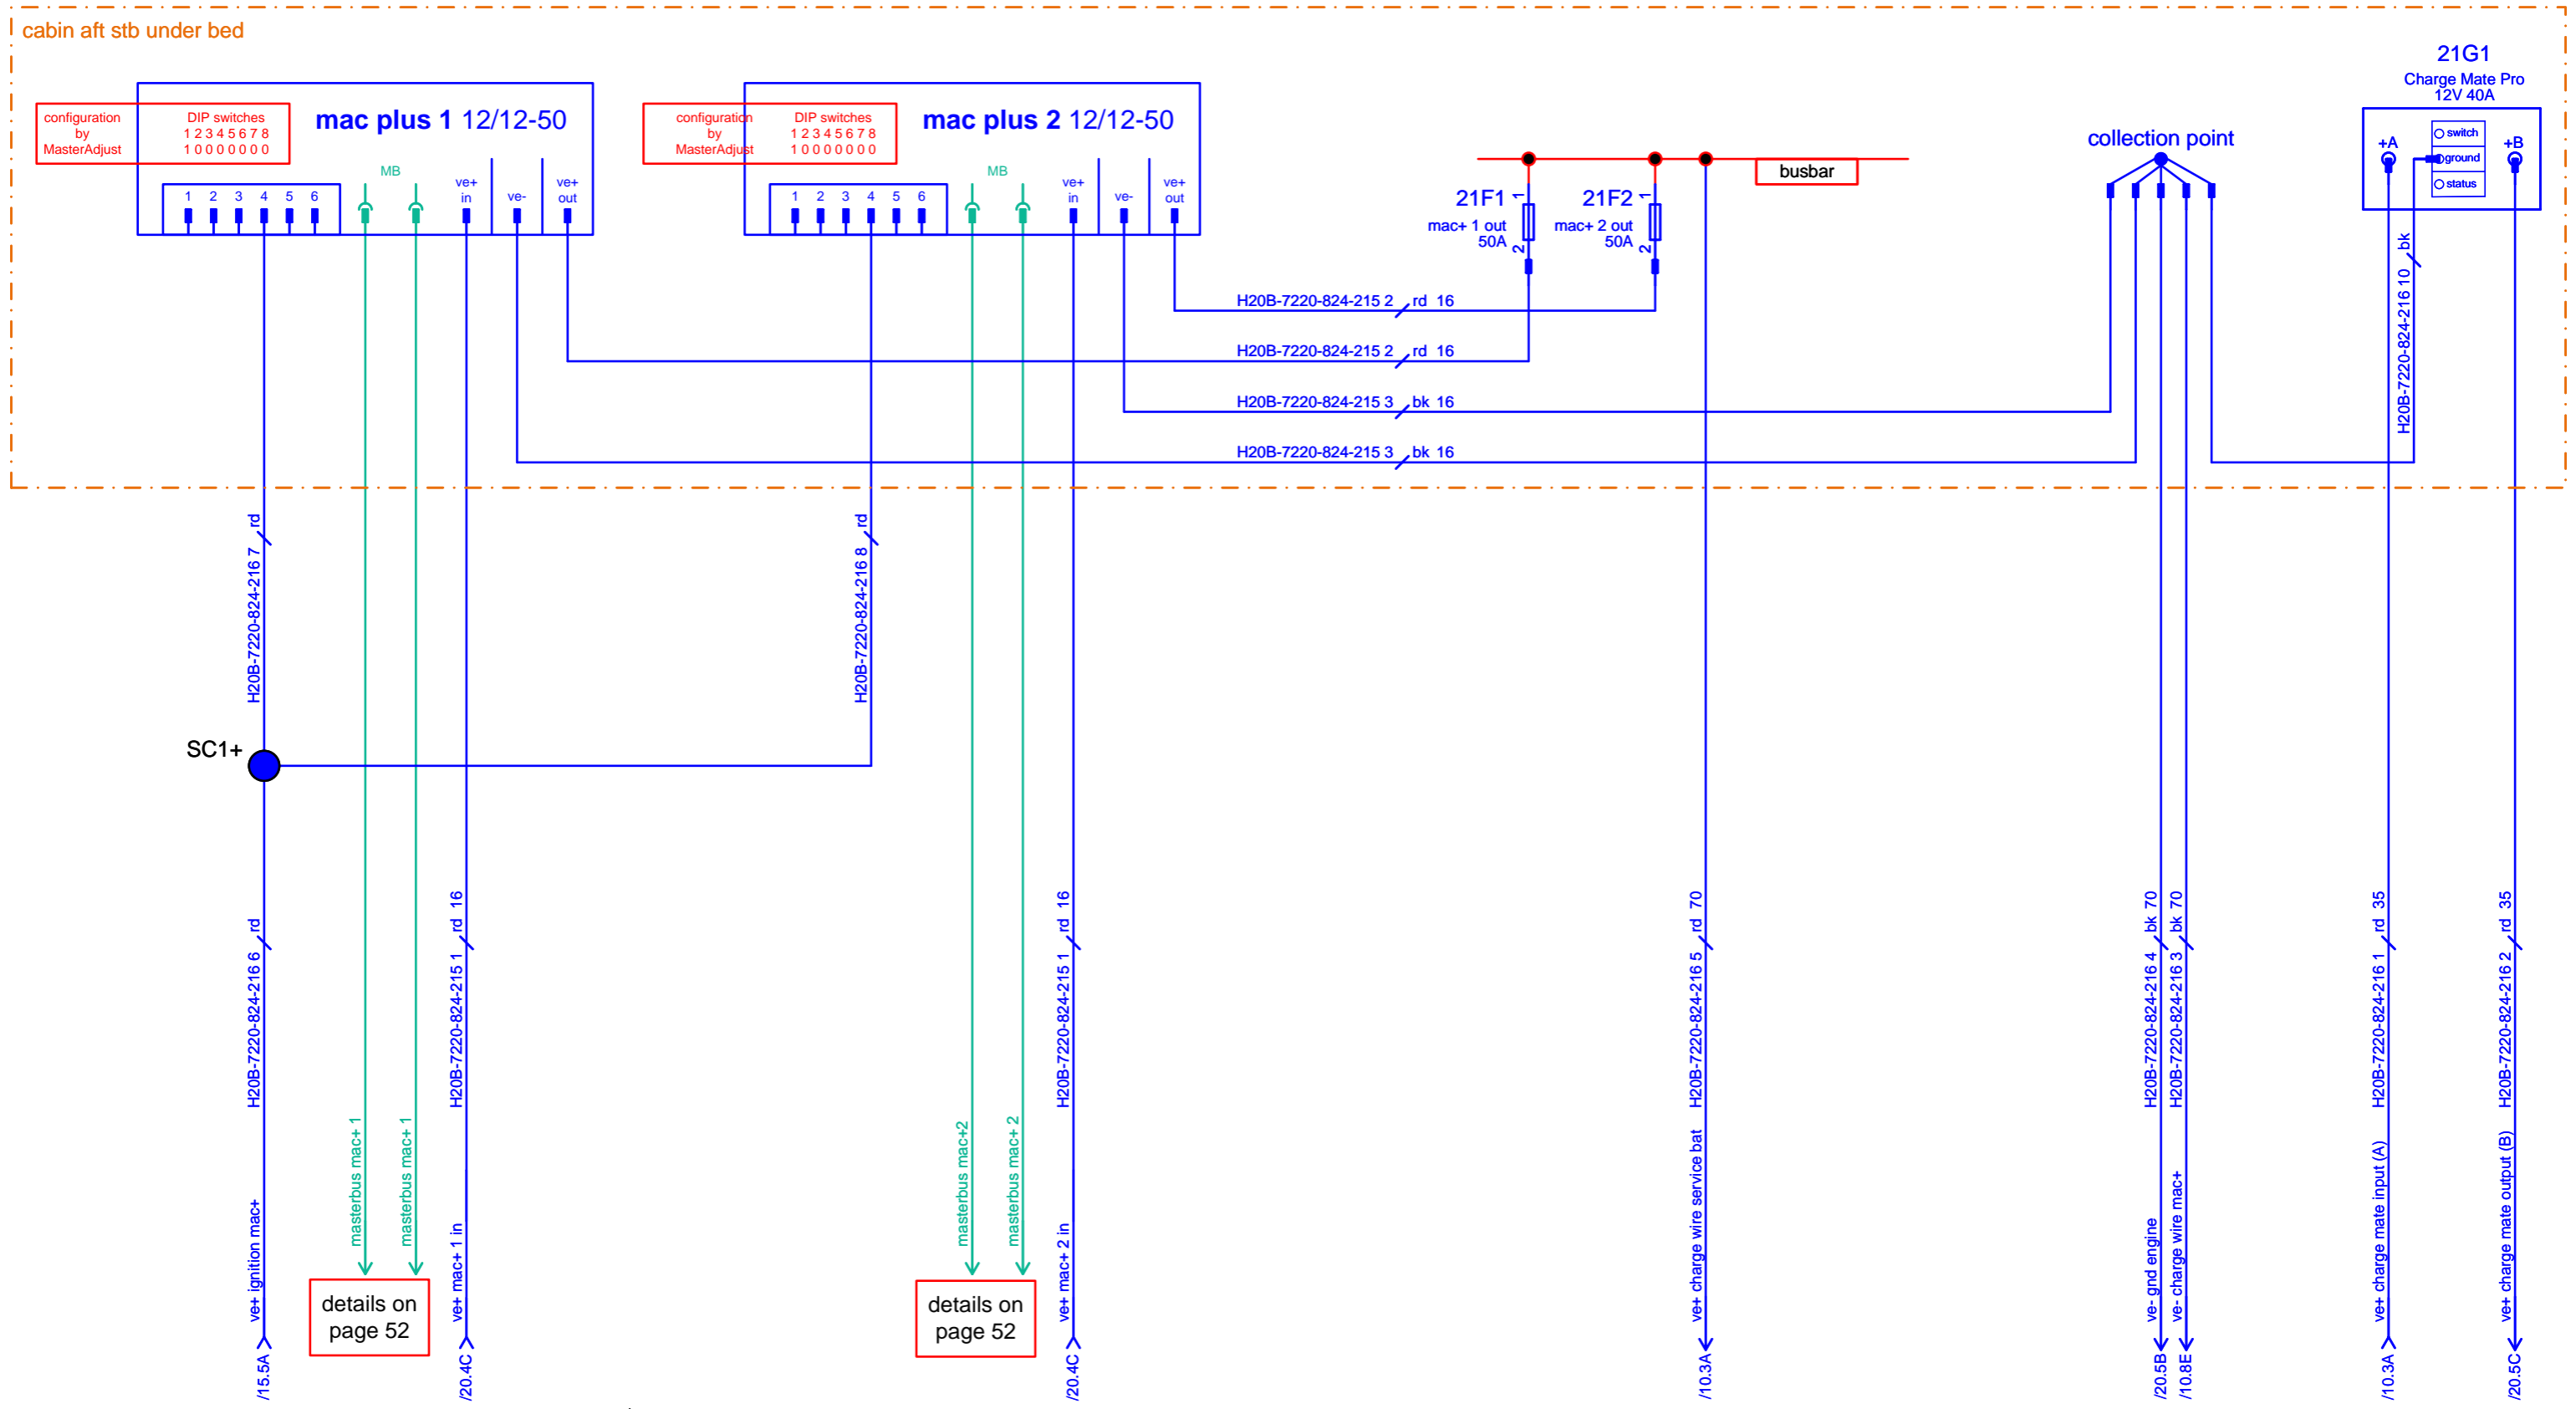 cabin aft stb under bed
configuration
by
MasterAdjust
DIP switches
1 2 3 4 5 6 7 8
1 0 0 0 0 0 0 0
mac plus 1 12/12-50
1 2 3 4 5 6
MB
ve+
in
ve-
ve+
out
configuration
by
MasterAdjust
DIP switches
1 2 3 4 5 6 7 8
1 0 0 0 0 0 0 0
mac plus 2 12/12-50
1 2 3 4 5 6
MB
ve+
in
ve-
ve+
out
busbar
21F1
mac+ 1 out
50A
1
2
21F2
mac+ 2 out
50A
1
2
collection point
21G1
Charge Mate Pro
12V 40A
+A
switch
ground
status
+B
H20B-7220-824-215 2 rd 16
H20B-7220-824-215 2 rd 16
H20B-7220-824-215 3 bk 16
H20B-7220-824-215 3 bk 16
H20B-7220-824-216 10 bk
H20B-7220-824-216 7 rd
H20B-7220-824-216 8 rd
SC1+
ve+ ignition mac+ H20B-7220-824-216 6 rd
masterbus mac+ 1
masterbus mac+ 1
ve+ mac+ 1 in H20B-7220-824-215 1 rd 16
masterbus mac+2
masterbus mac+ 2
ve+ mac+ 2 in H20B-7220-824-215 1 rd 16
ve+ charge wire service bat H20B-7220-824-216 5 rd 70
ve- gnd engine H20B-7220-824-216 4 bk 70
ve- charge wire mac+ H20B-7220-824-216 3 bk 70
ve+ charge mate input (A) H20B-7220-824-216 1 rd 35
ve+ charge mate output (B) H20B-7220-824-216 2 rd 35
details on
page 52
details on
page 52
/15.5A
/20.4C
/20.4C
/10.3A
/20.5B
/10.8E
/10.3A
/20.5C